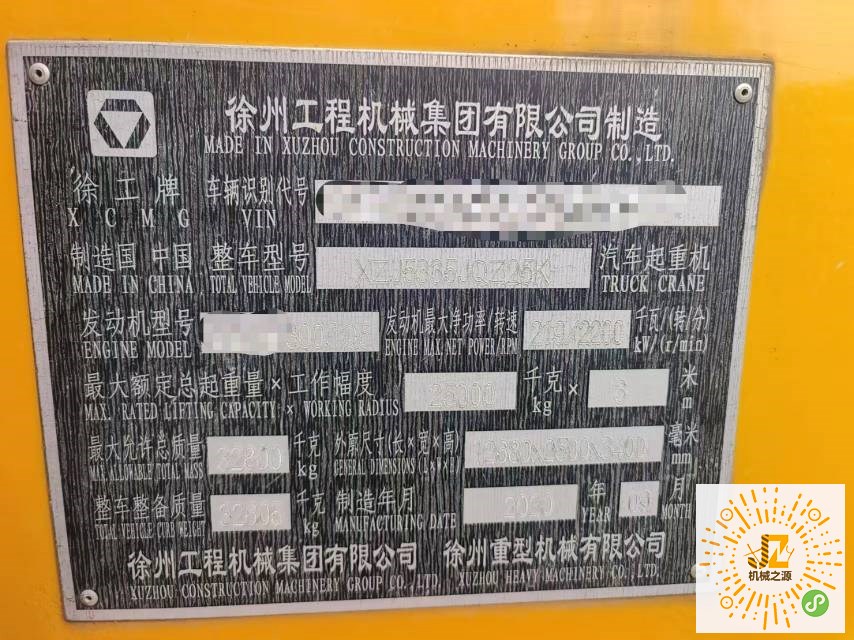 徐州工程机械集团有限公司制造
MADE IN XUZHOU CONSTRUCTION MACHINERY GROUP CO.,LTD.
徐工牌 车辆识别代号
XCMG VIN
制造国 中国 整车型号 XZJ5335JQZ25K 汽车起重机
MADE IN CHINA TOTAL VEHICLE MODEL TRUCK CRANE
发动机型号 发动机最大净功率/转速 219/2200 千瓦/(转/分)
ENGINE MODEL ENGINE MAX.NET POWER/RPM kW/(r/min)
最大额定总起重量×工作幅度 25000 千克 × 3 米
MAX. RATED LIFTING CAPACITY × WORKING RADIUS kg m
最大允许总质量 32800 千克 外廓尺寸(长×宽×高) 毫米
MAX ALLOWABLE TOTAL MASS kg GENERAL DIMENSIONS (L×W×H) mm
整车整备质量 千克 制造年月 2020 年 09 月
TOTAL VEHICLE CURB WEIGHT kg MANUFACTURING DATE YEAR MONTH
徐州工程机械集团有限公司 徐州重型机械有限公司
XUZHOU CONSTRUCTION MACHINERY GROUP CO., LTD. XUZHOU HEAVY MACHINERY CO., LTD.
JZ
机械之源